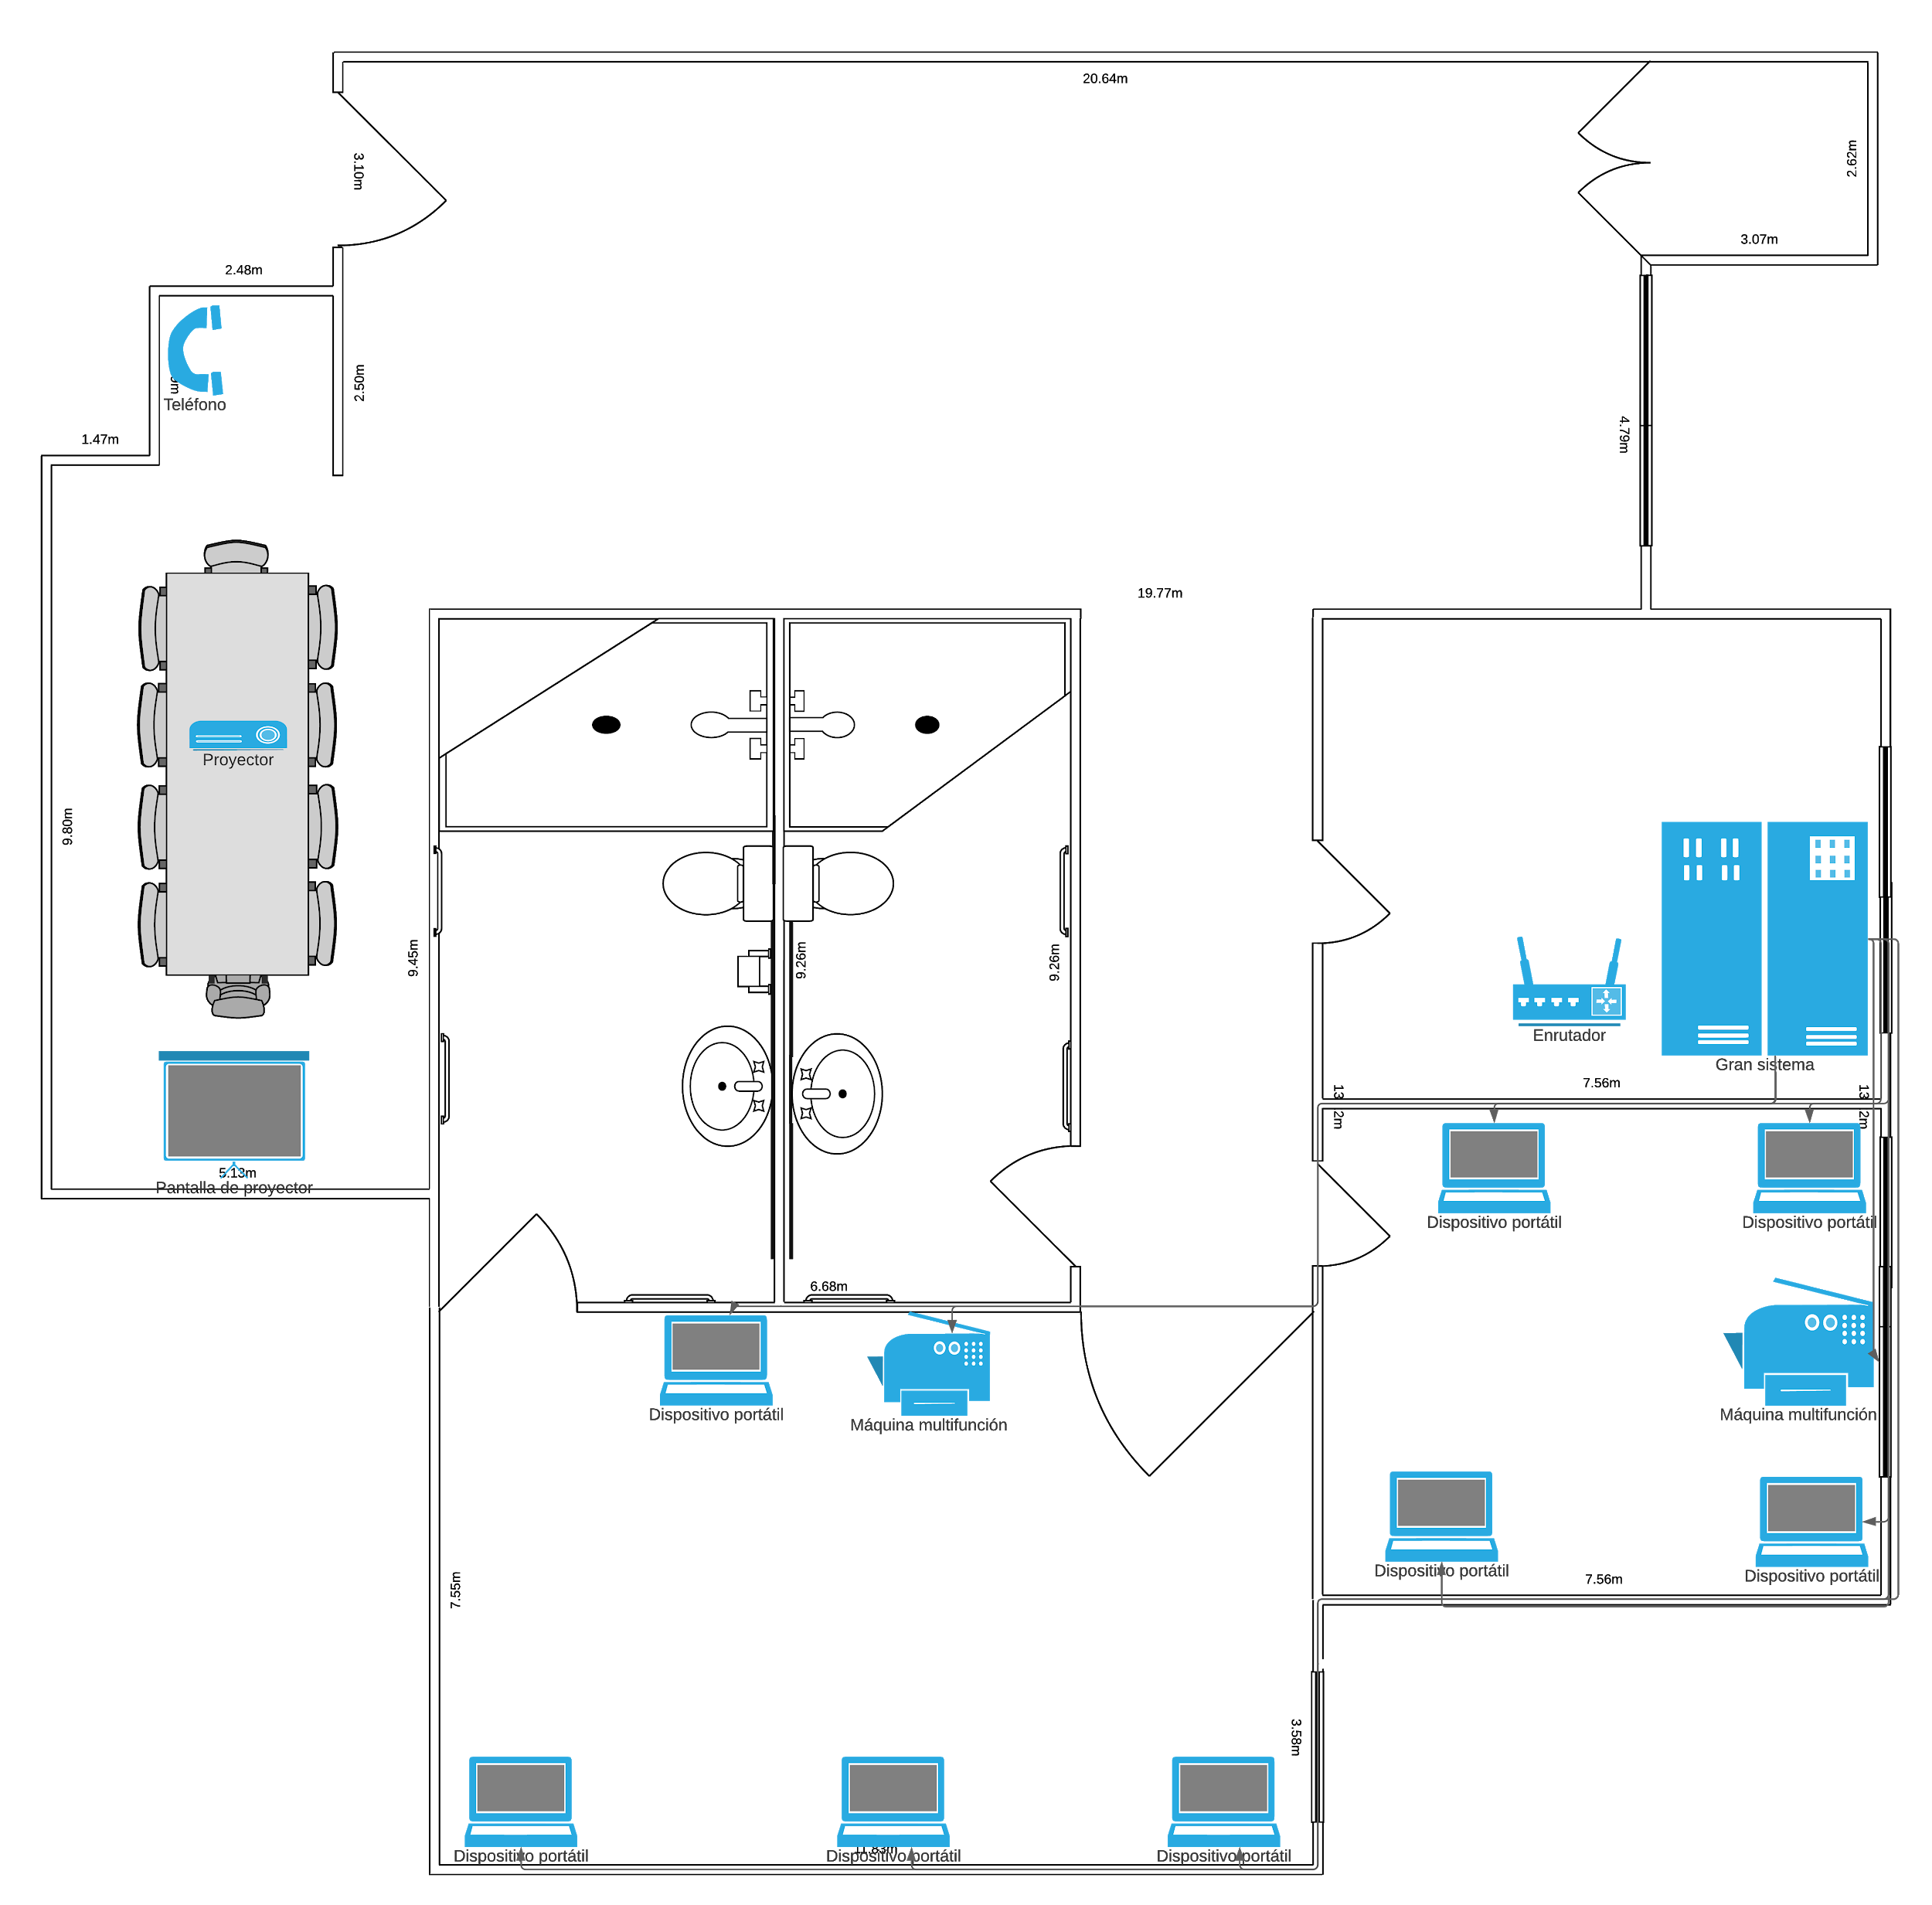 20.64m
3.10m
2.62m
3.07m
2.48m
2.50m
Teléfono
1.47m
4.79m
19.77m
Proyector
9.80m
9.45m
9.26m
9.26m
Enrutador
Gran sistema
7.56m
5.13m
Pantalla de proyector
Dispositivo portátil
Dispositivo portátil
6.68m
Dispositivo portátil
Máquina multifunción
Máquina multifunción
Dispositivo portátil
Dispositivo portátil
7.56m
7.55m
3.58m
11.83m
Dispositivo portátil
Dispositivo portátil
Dispositivo portátil